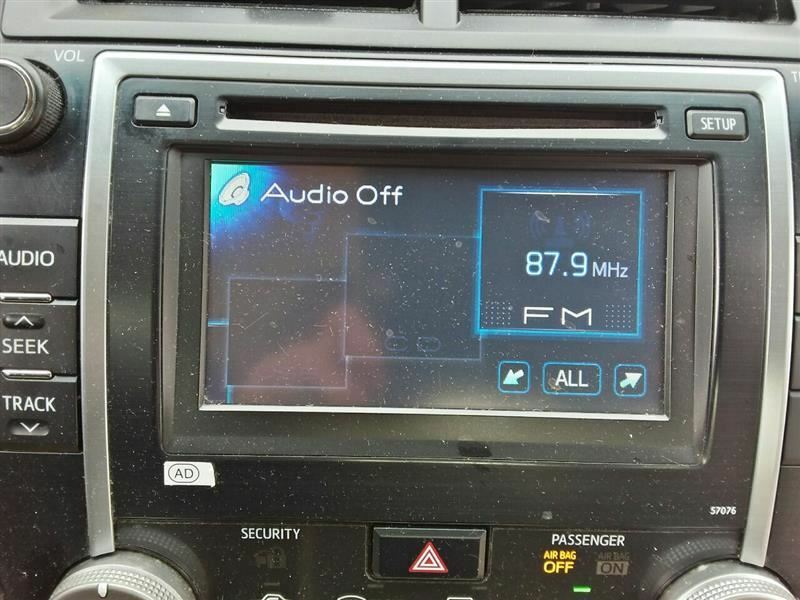 VOL
SETUP
Audio Off
AUDIO
87.9 MHz
FM
SEEK
ALL
TRACK
AD
57076
SECURITY
PASSENGER
AIR BAG
OFF
AIR BAG
ON